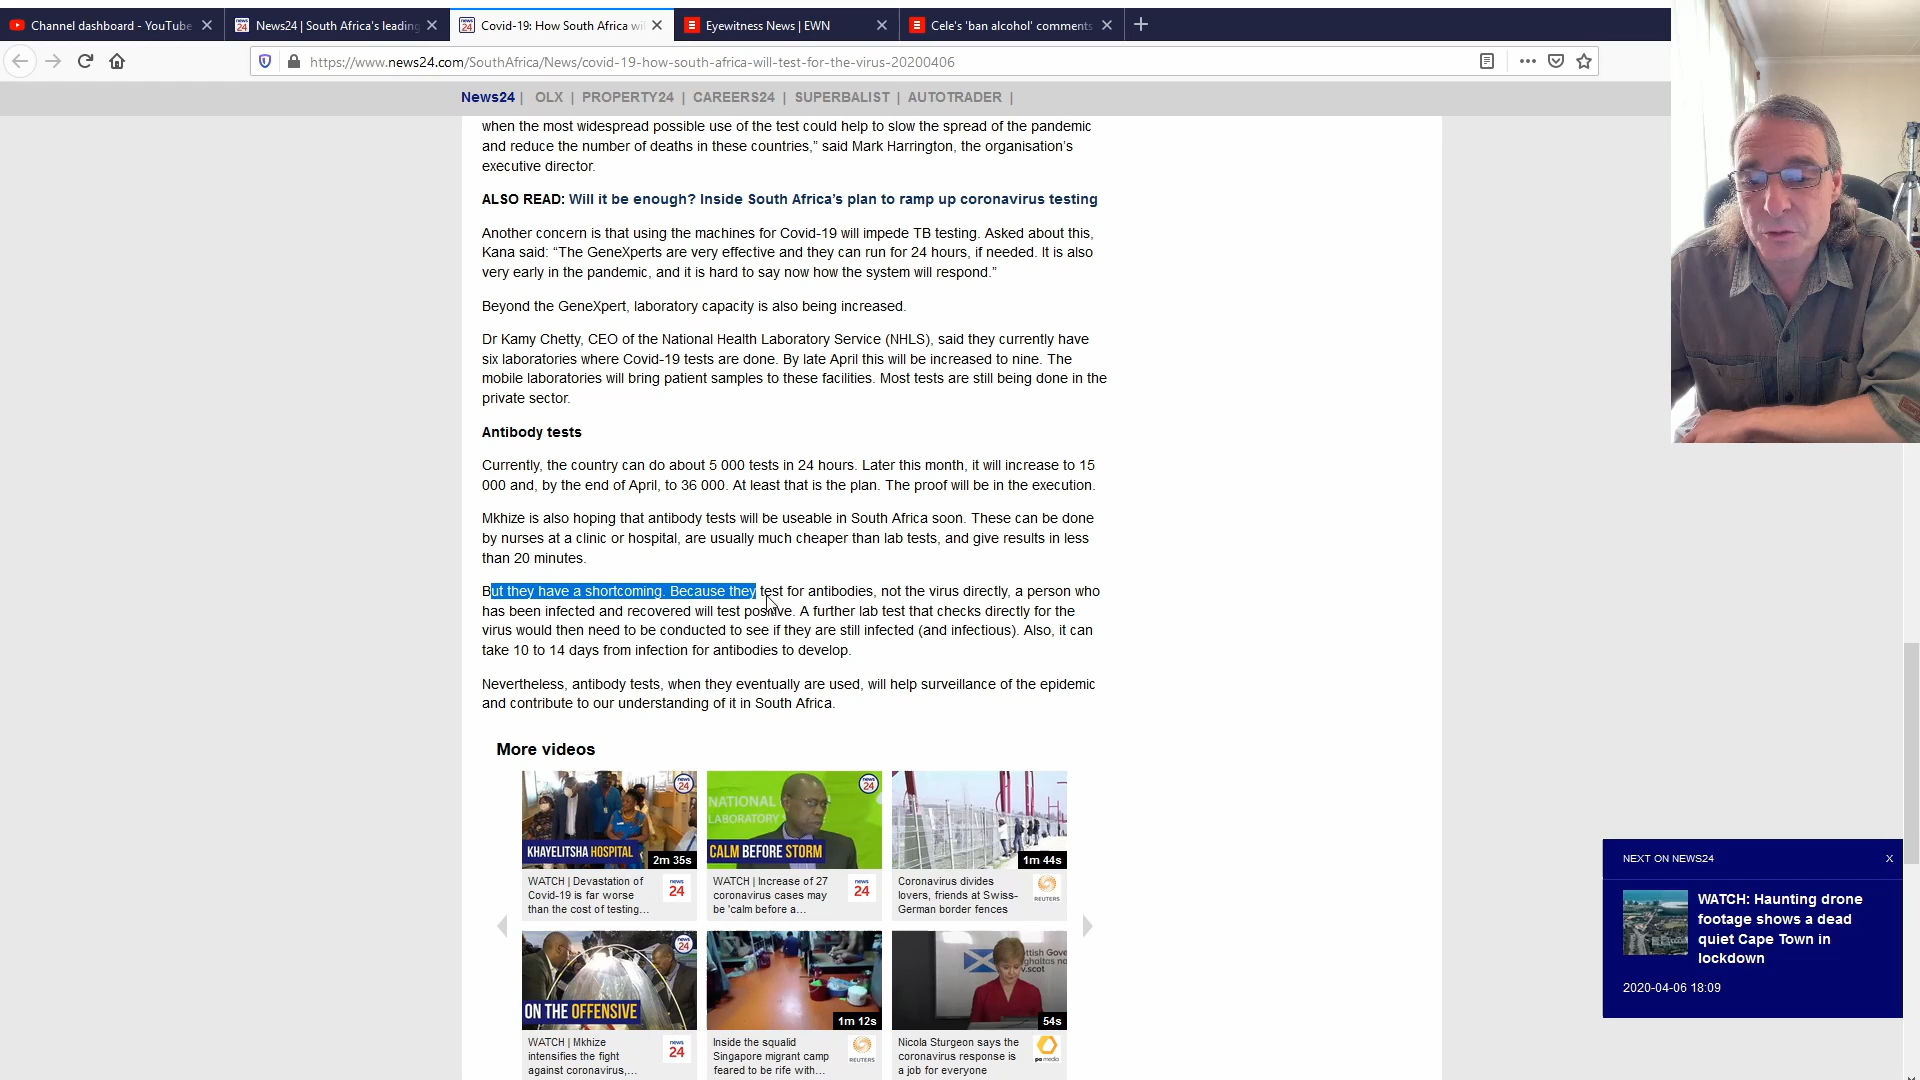 Channel dashboard - YouTube
News24 | South Africa's leading
Covid-19: How South Africa wil
Eyewitness News | EWN
Cele's 'ban alcohol' comments
https://www.news24.com/SouthAfrica/News/covid-19-how-south-africa-will-test-for-the-virus-20200406
News24 | OLX | PROPERTY24 | CAREERS24 | SUPERBALIST | AUTOTRADER |
when the most widespread possible use of the test could help to slow the spread of the pandemic
and reduce the number of deaths in these countries,” said Mark Harrington, the organisation’s
executive director.
ALSO READ: Will it be enough? Inside South Africa’s plan to ramp up coronavirus testing
Another concern is that using the machines for Covid-19 will impede TB testing. Asked about this,
Kana said: “The GeneXperts are very effective and they can run for 24 hours, if needed. It is also
very early in the pandemic, and it is hard to say now how the system will respond.”
Beyond the GeneXpert, laboratory capacity is also being increased.
Dr Kamy Chetty, CEO of the National Health Laboratory Service (NHLS), said they currently have
six laboratories where Covid-19 tests are done. By late April this will be increased to nine. The
mobile laboratories will bring patient samples to these facilities. Most tests are still being done in the
private sector.
Antibody tests
Currently, the country can do about 5 000 tests in 24 hours. Later this month, it will increase to 15
000 and, by the end of April, to 36 000. At least that is the plan. The proof will be in the execution.
Mkhize is also hoping that antibody tests will be useable in South Africa soon. These can be done
by nurses at a clinic or hospital, are usually much cheaper than lab tests, and give results in less
than 20 minutes.
But they have a shortcoming. Because they test for antibodies, not the virus directly, a person who
has been infected and recovered will test positive. A further lab test that checks directly for the
virus would then need to be conducted to see if they are still infected (and infectious). Also, it can
take 10 to 14 days from infection for antibodies to develop.
Nevertheless, antibody tests, when they eventually are used, will help surveillance of the epidemic
and contribute to our understanding of it in South Africa.
More videos
news 24
KHAYELITSHA HOSPITAL
2m 35s
WATCH | Devastation of
Covid-19 is far worse
than the cost of testing...
news 24
NATIONAL
LABORATORY
news 24
CALM BEFORE STORM
WATCH | Increase of 27
coronavirus cases may
be 'calm before a...
news 24
1m 44s
Coronavirus divides
lovers, friends at Swiss-
German border fences
REUTERS
news 24
ON THE OFFENSIVE
WATCH | Mkhize
intensifies the fight
against coronavirus,...
news 24
1m 12s
Inside the squalid
Singapore migrant camp
feared to be rife with...
REUTERS
ttish Gove
ghaltas na
v.scot
54s
Nicola Sturgeon says the
coronavirus response is
a job for everyone
pa media
NEXT ON NEWS24
X
WATCH: Haunting drone
footage shows a dead
quiet Cape Town in
lockdown
2020-04-06 18:09